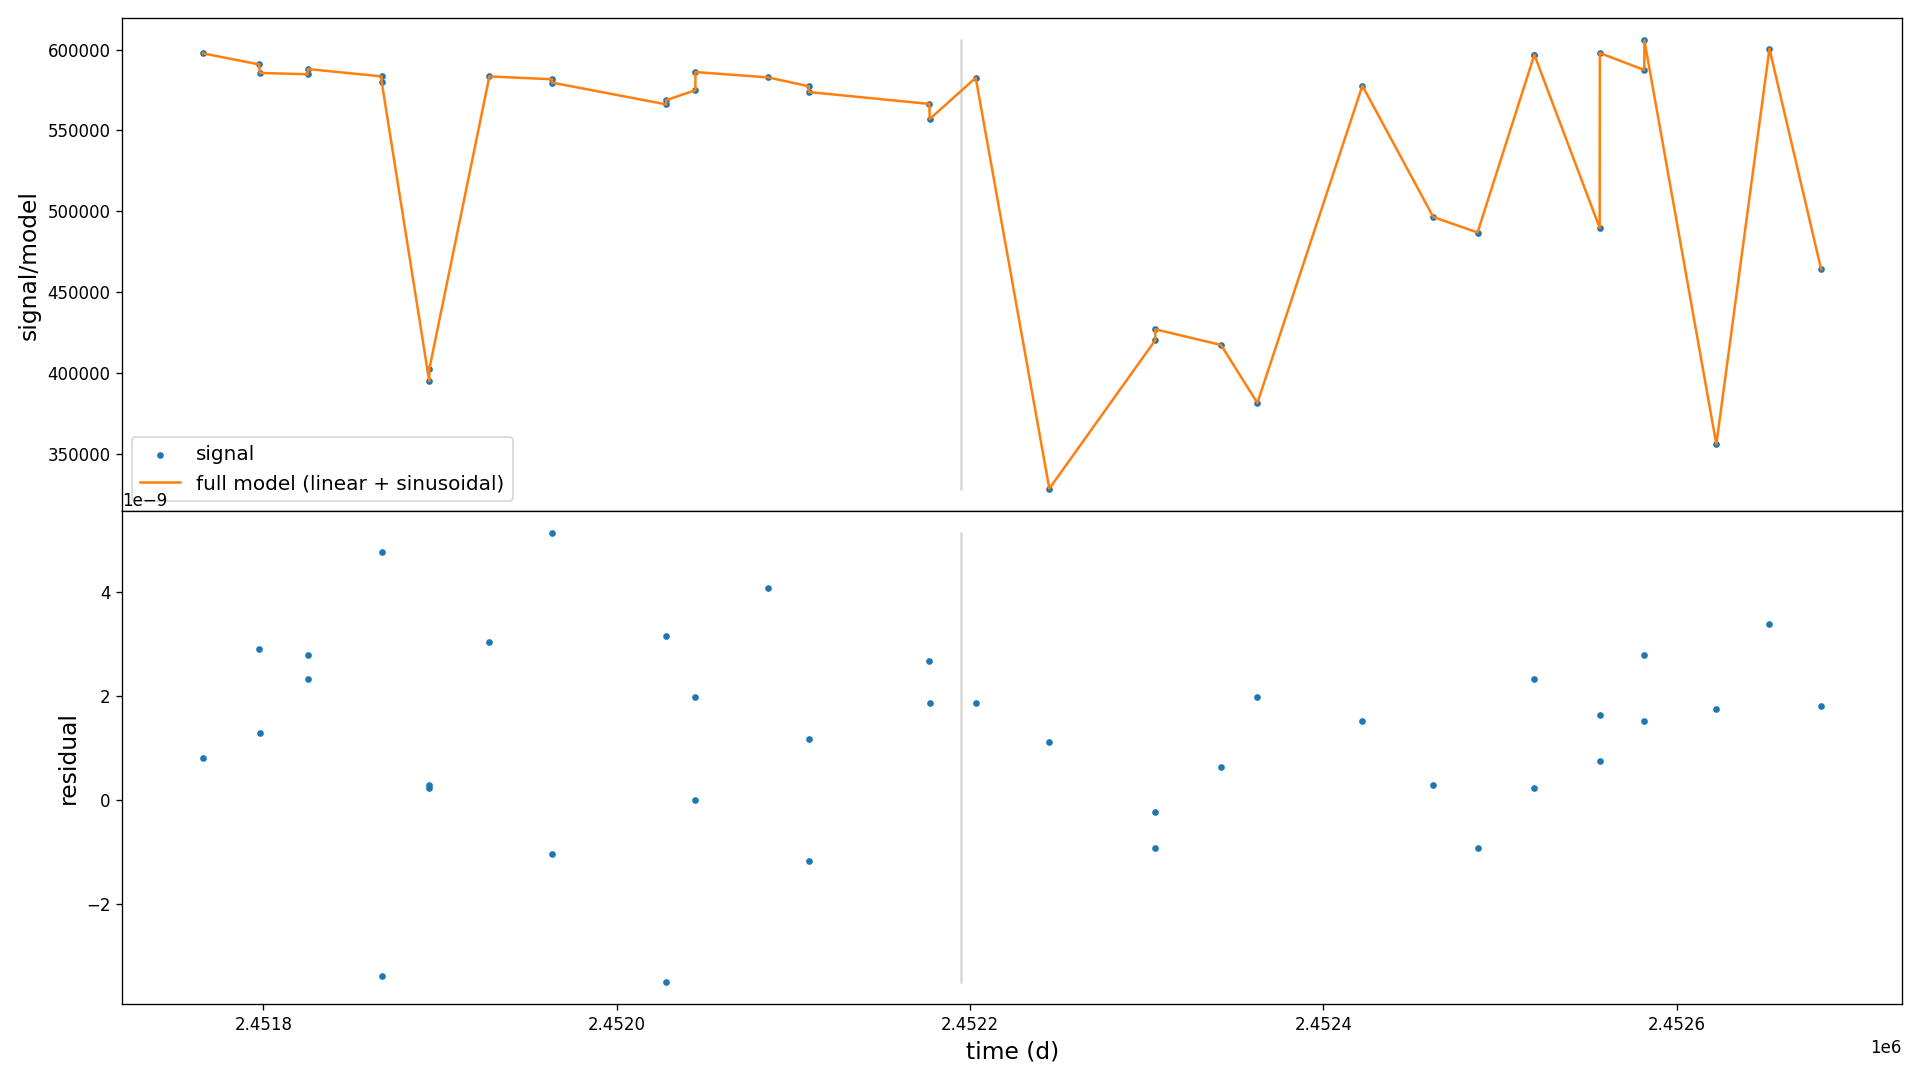 600000
550000
500000
450000
400000
350000
signal/model
signal
full model (linear + sinusoidal)
1e−9
4
2
0
−2
residual
2.4518
2.4520
2.4522
2.4524
2.4526
time (d)
1e6